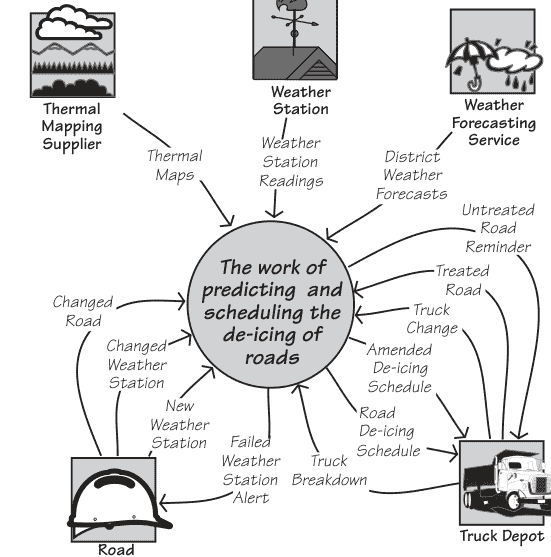 Thermal
Mapping
Supplier
Weather
Station
Weather
Forecasting
Service
Thermal
Maps
Weather
Station
Readings
District
Weather
Forecasts
Untreated
Road
Reminder
The work of
predicting and
scheduling the
de-icing of
roads
Treated
Road
Truck
Change
Changed
Road
Changed
Weather
Station
Amended
De-icing
Schedule
New
Weather
Station
Road
De-icing
Schedule
Failed
Weather
Station
Alert
Truck
Breakdown
Road
Truck Depot